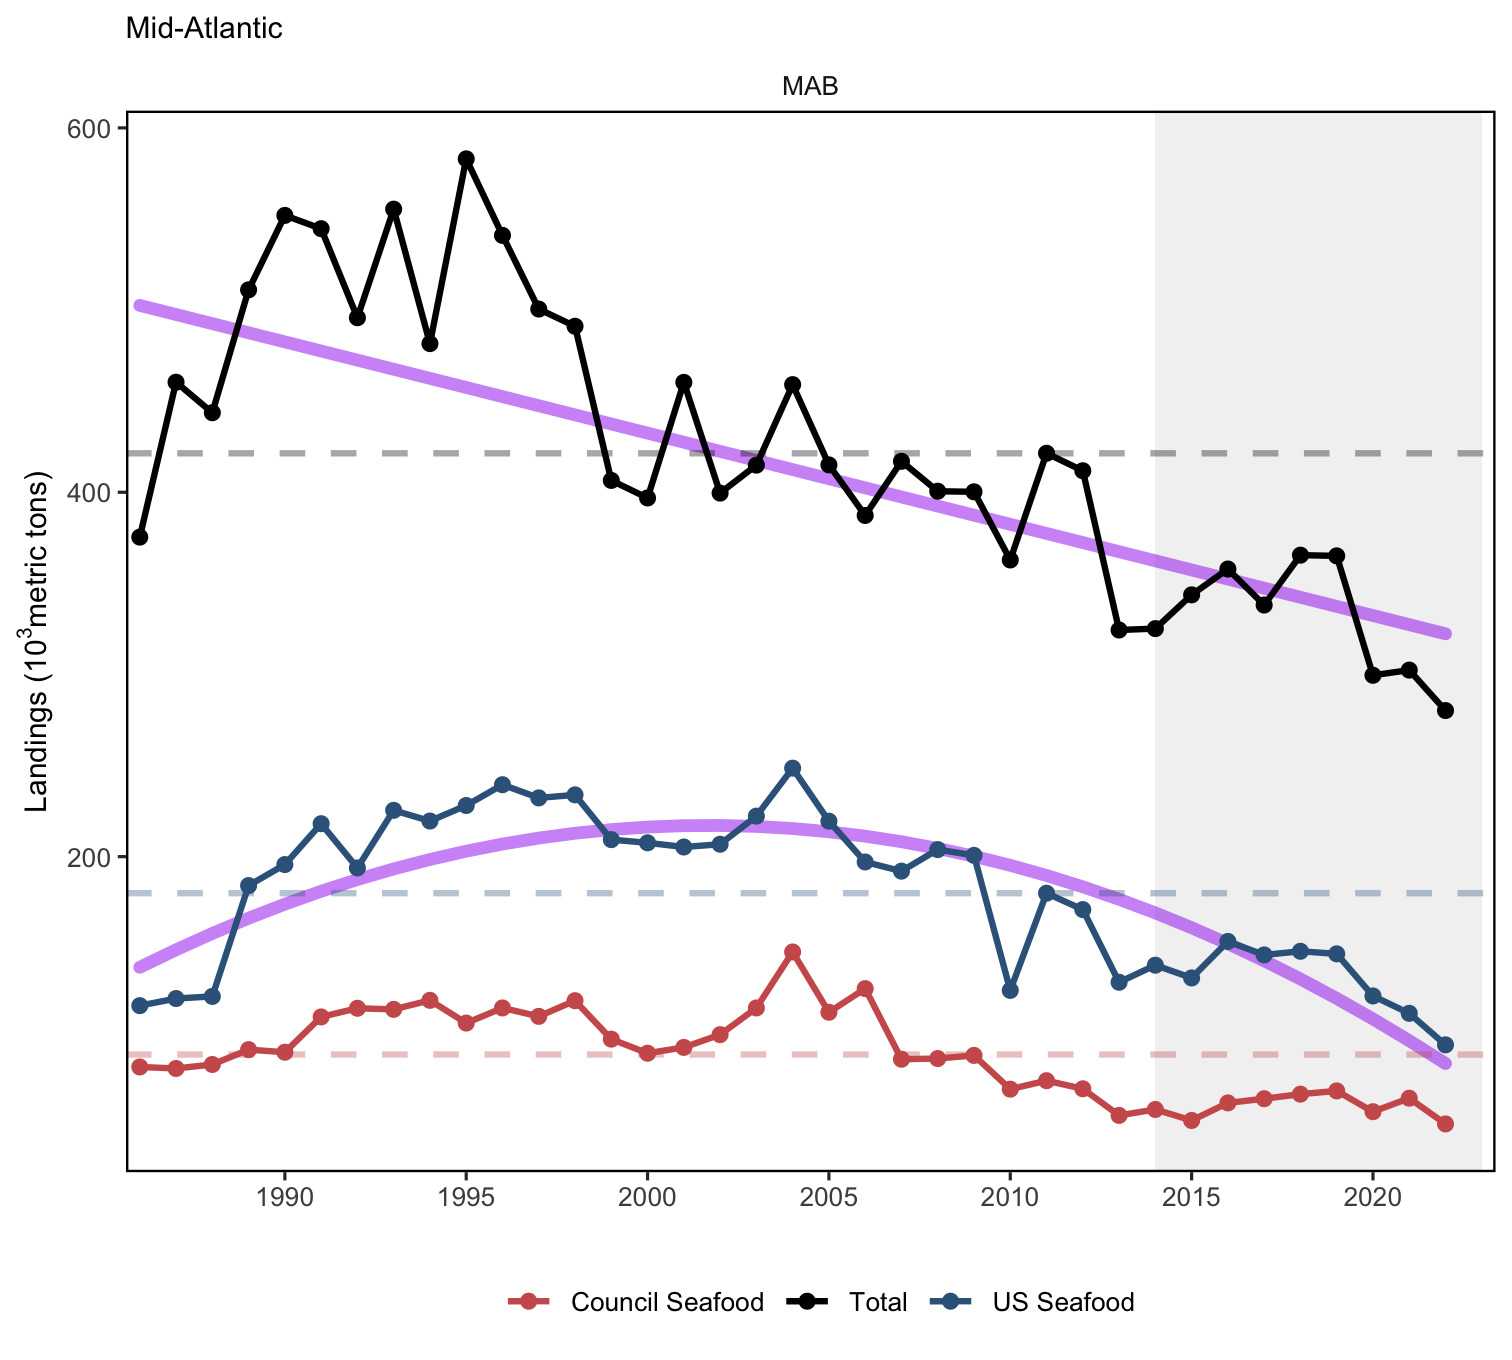 Mid-Atlantic
MAB
600
400
200
Landings (10³metric tons)
1990 1995 2000 2005 2010 2015 2020
Council Seafood Total US Seafood